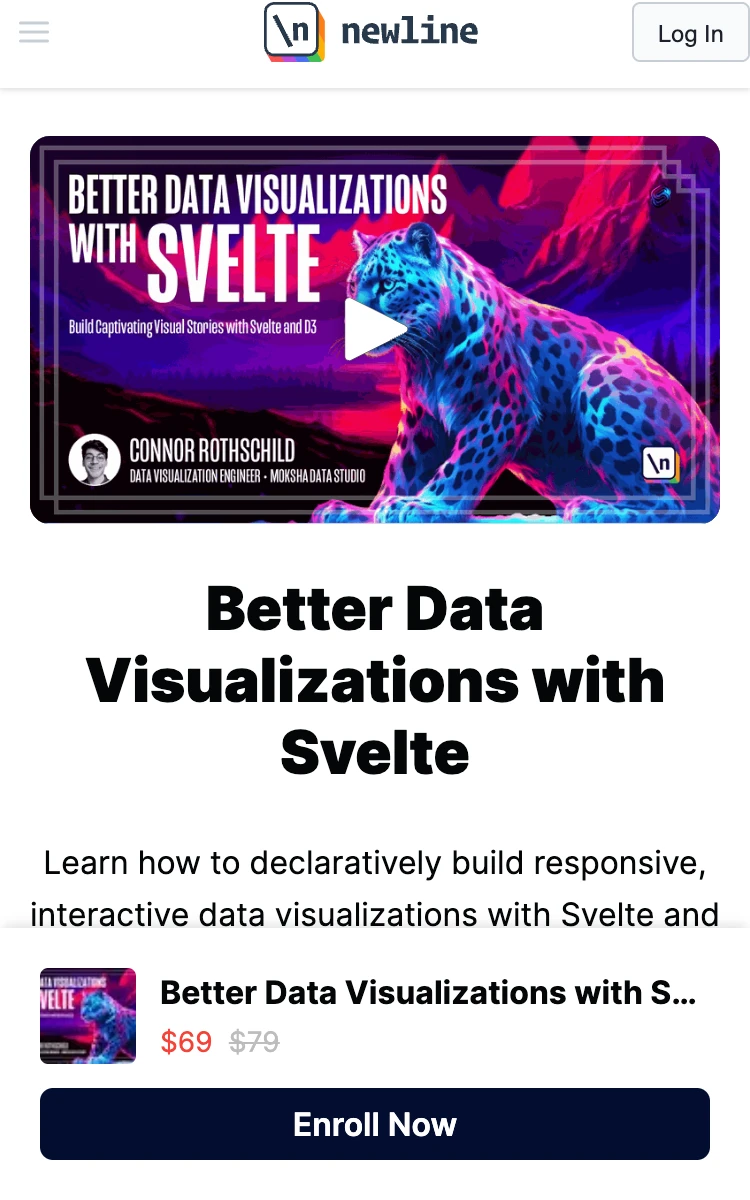 \n newline
Log In
BETTER DATA VISUALIZATIONS
WITH SVELTE
Build Captivating Visual Stories with Svelte and D3
CONNOR ROTHSCHILD
DATA VISUALIZATION ENGINEER • MOKSHA DATA STUDIO
\n
Better Data
Visualizations with
Svelte
Learn how to declaratively build responsive,
interactive data visualizations with Svelte and
Better Data Visualizations with S...
$69 $79
Enroll Now